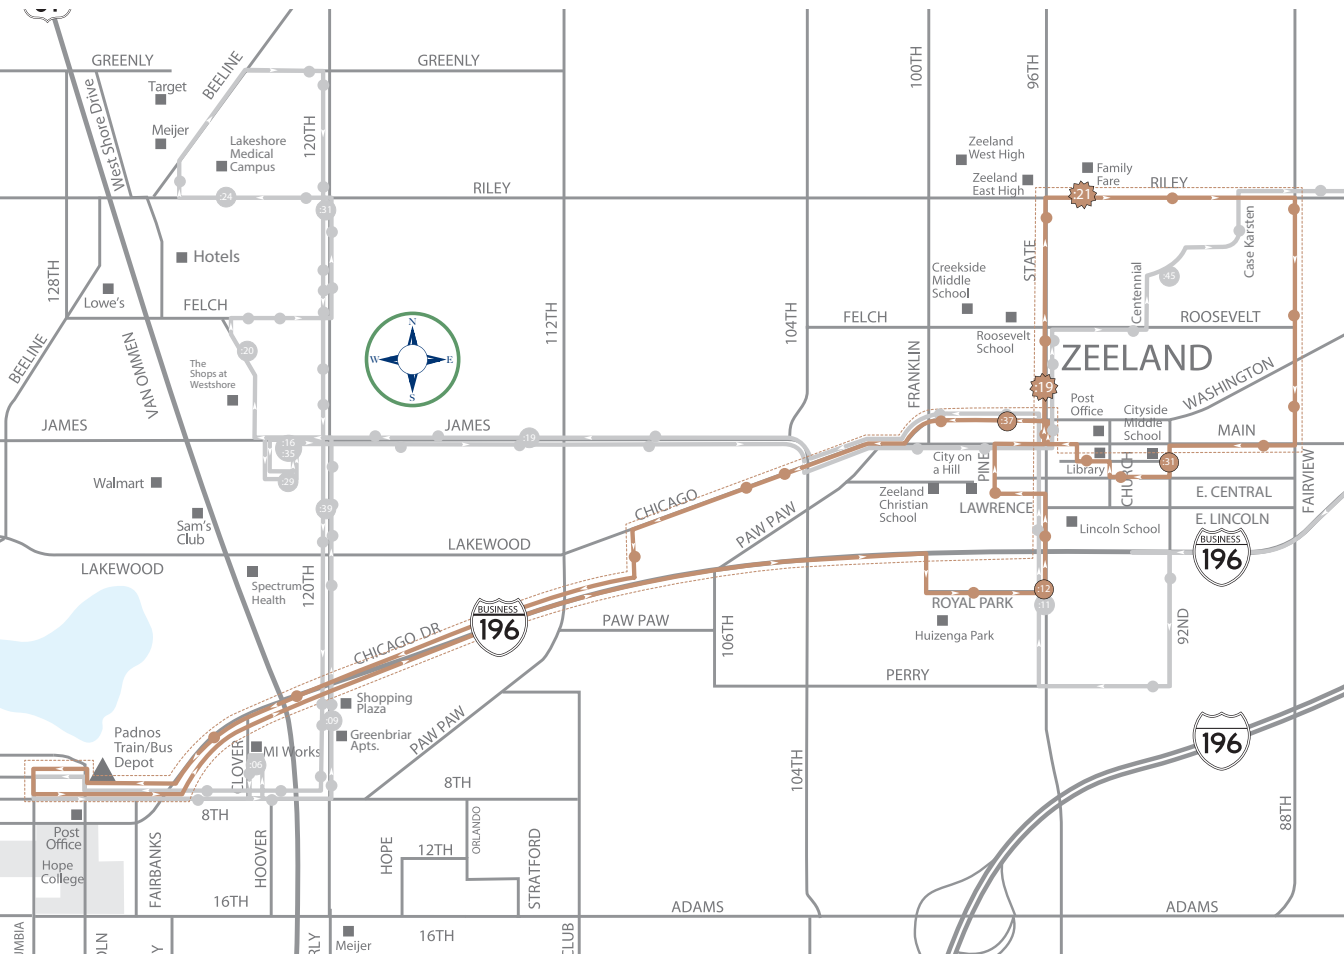 GREENLY
GREENLY
BEELINE
100TH
96TH
Target
West Shore Drive
Meijer
Lakeshore
Medical
Campus
120TH
Zeeland
West High
Zeeland
East High
Family
Fare
RILEY
RILEY
:24
:31
:21
Hotels
128TH
Lowe's
FELCH
STATE
Creekside
Middle
School
Centennial
Case Karsten
:45
N
W
E
S
112TH
104TH
FELCH
ROOSEVELT
Roosevelt
School
ZEELAND
BEELINE
VAN OMMEN
:20
The
Shops at
Westshore
FRANKLIN
:19
WASHINGTON
Post
Office
Cityside
Middle
School
JAMES
JAMES
:19
:16
:35
:29
:37
MAIN
:31
City on
a Hill
PINE
Library
CHURCH
Walmart
Sam's
Club
:39
CHICAGO
PAW PAW
Zeeland
Christian
School
LAWRENCE
E. CENTRAL
E. LINCOLN
FAIRVIEW
Lincoln School
LAKEWOOD
LAKEWOOD
BUSINESS
196
Spectrum
Health
120TH
BUSINESS
196
CHICAGO DR
PAW PAW
106TH
:12
:11
ROYAL PARK
Huizenga Park
92ND
PERRY
Shopping
Plaza
:09
Greenbriar
Apts.
PAW PAW
Padnos
Train/Bus
Depot
CLOVER
MI Works
:06
196
104TH
88TH
8TH
8TH
Post
Office
Hope
College
FAIRBANKS
HOOVER
HOPE
12TH
ORLANDO
STRATFORD
16TH
ADAMS
ADAMS
16TH
Meijer
CLUB